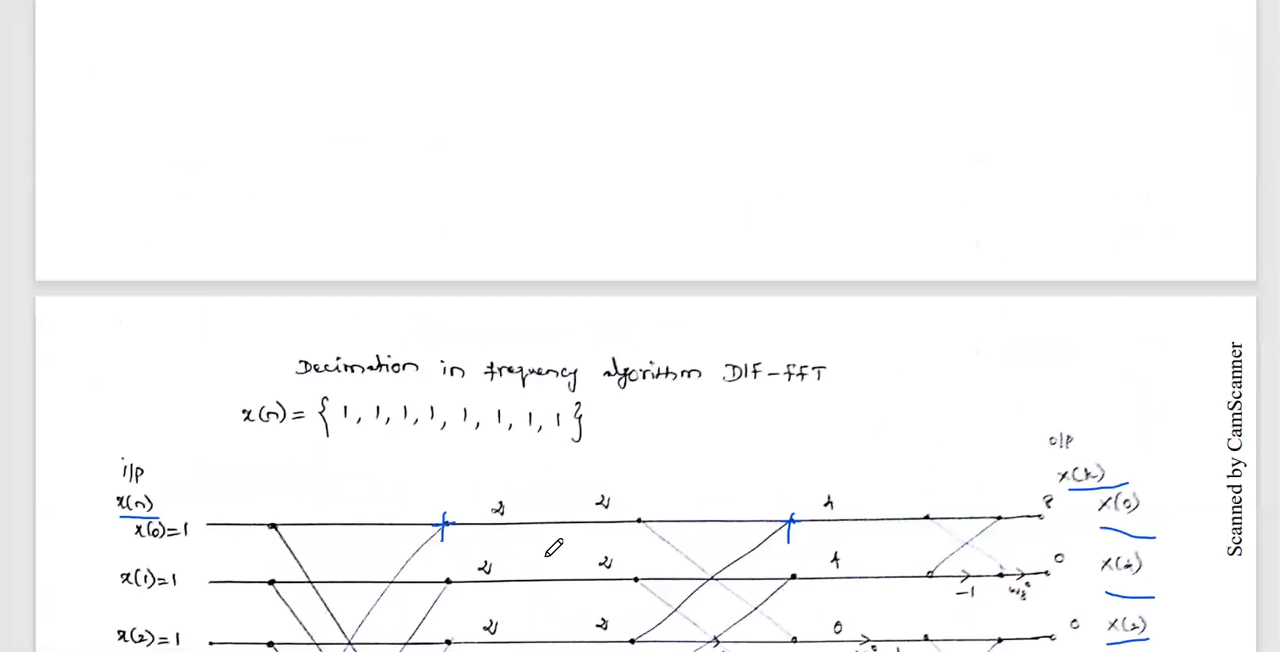 Decimation in frequency algorithm DIF-FFT
x(n) = { 1, 1, 1, 1, 1, 1, 1, 1 }
i/p
o/p
x(n)
X(k)
x(0)=1
2
2
4
8
X(0)
x(1)=1
2
2
4
-1
0
X(4)
x(2)=1
2
2
0
0
X(2)
Scanned by CamScanner